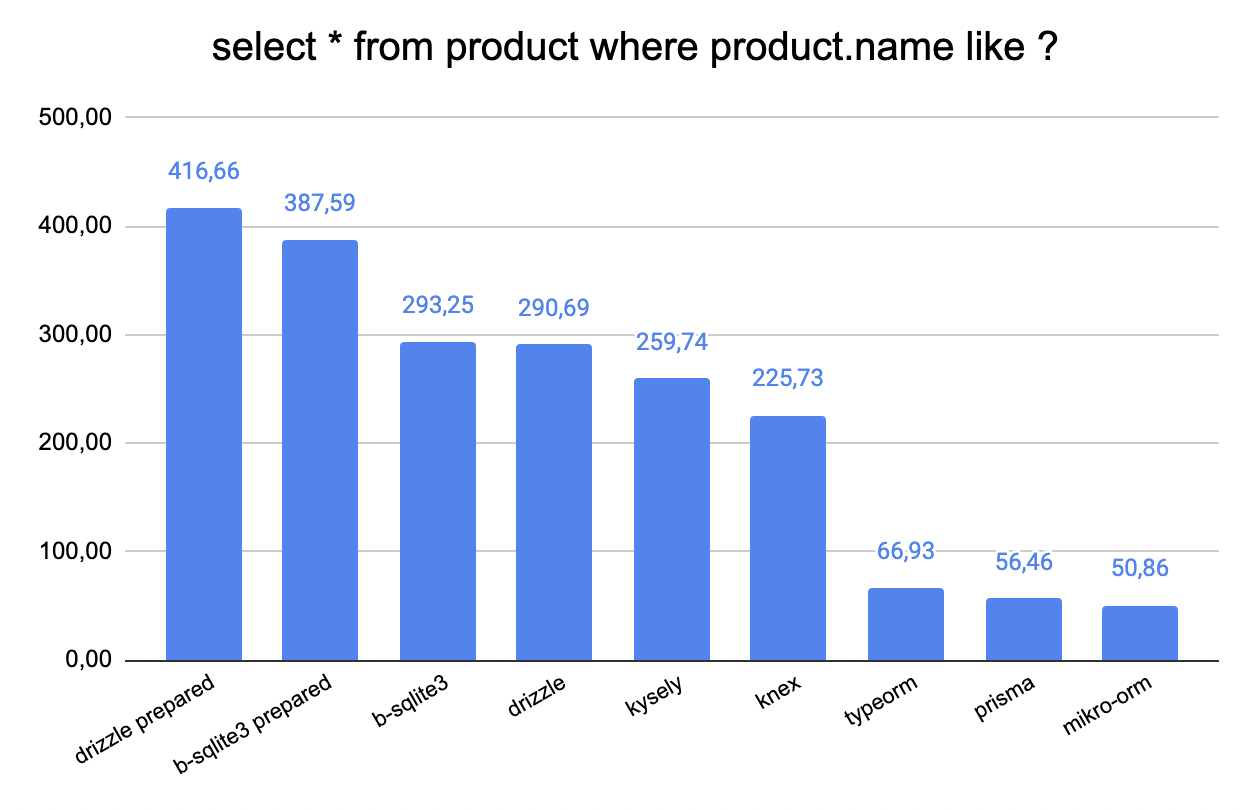 select * from product where product.name like ?
500,00
400,00
300,00
200,00
100,00
0,00
416,66
387,59
293,25
290,69
259,74
225,73
66,93
56,46
50,86
drizzle prepared
b-sqlite3 prepared
b-sqlite3
drizzle
kysely
knex
typeorm
prisma
mikro-orm